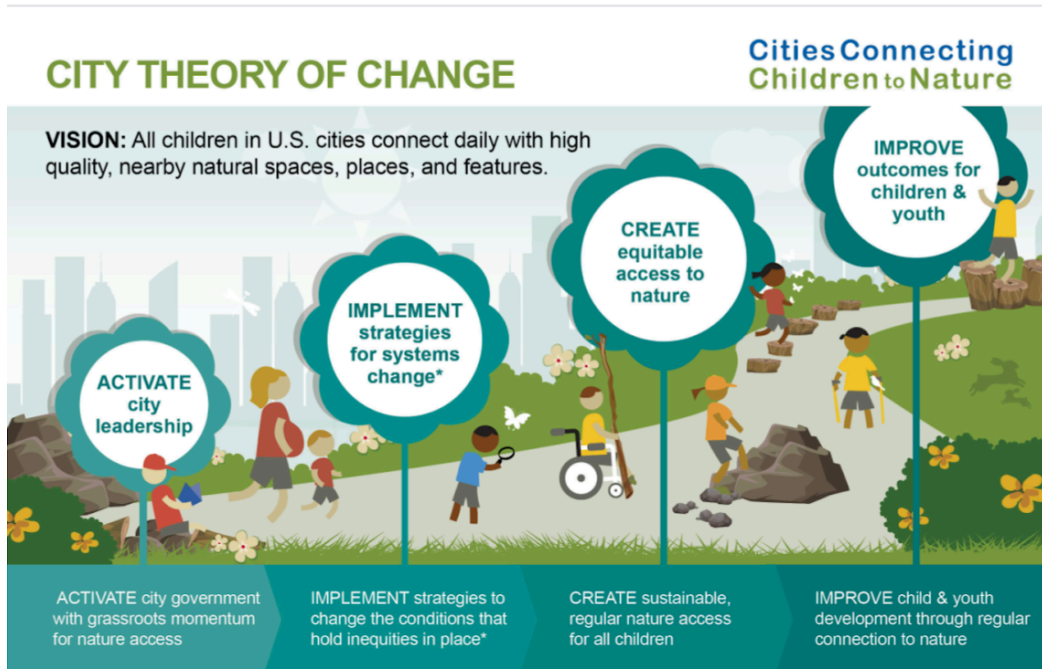 CITY THEORY OF CHANGE
Cities Connecting
Children to Nature
VISION: All children in U.S. cities connect daily with high
quality, nearby natural spaces, places, and features.
ACTIVATE
city
leadership
IMPLEMENT
strategies
for systems
change*
CREATE
equitable
access to
nature
IMPROVE
outcomes for
children &
youth
ACTIVATE city government
with grassroots momentum
for nature access
IMPLEMENT strategies to
change the conditions that
hold inequities in place*
CREATE sustainable,
regular nature access
for all children
IMPROVE child & youth
development through regular
connection to nature